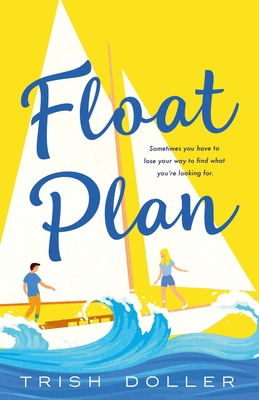 Float
Sometimes you have to
lose your way to find what
you're looking for.
Plan
TRISH DOLLER